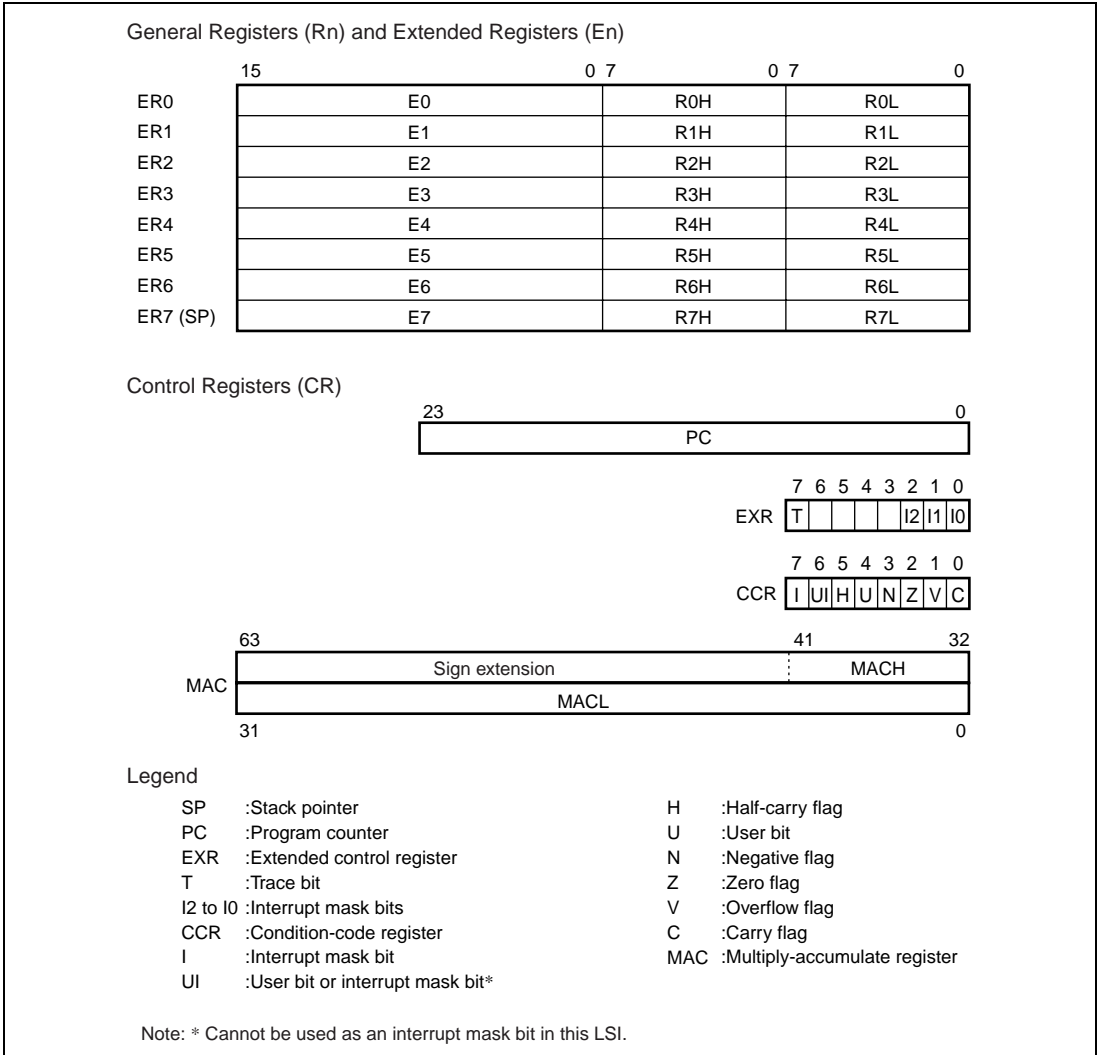 General Registers (Rn) and Extended Registers (En)
15 0 7 0 7 0
ER0 E0 R0H R0L
ER1 E1 R1H R1L
ER2 E2 R2H R2L
ER3 E3 R3H R3L
ER4 E4 R4H R4L
ER5 E5 R5H R5L
ER6 E6 R6H R6L
ER7 (SP) E7 R7H R7L
Control Registers (CR)
23 0
PC
7 6 5 4 3 2 1 0
EXR T I2 I1 I0
7 6 5 4 3 2 1 0
CCR I UI H U N Z V C
63 41 32
Sign extension MACH
MAC
MACL
31 0
Legend
SP :Stack pointer
PC :Program counter
EXR :Extended control register
T :Trace bit
I2 to I0 :Interrupt mask bits
CCR :Condition-code register
I :Interrupt mask bit
UI :User bit or interrupt mask bit*
H :Half-carry flag
U :User bit
N :Negative flag
Z :Zero flag
V :Overflow flag
C :Carry flag
MAC :Multiply-accumulate register
Note: * Cannot be used as an interrupt mask bit in this LSI.